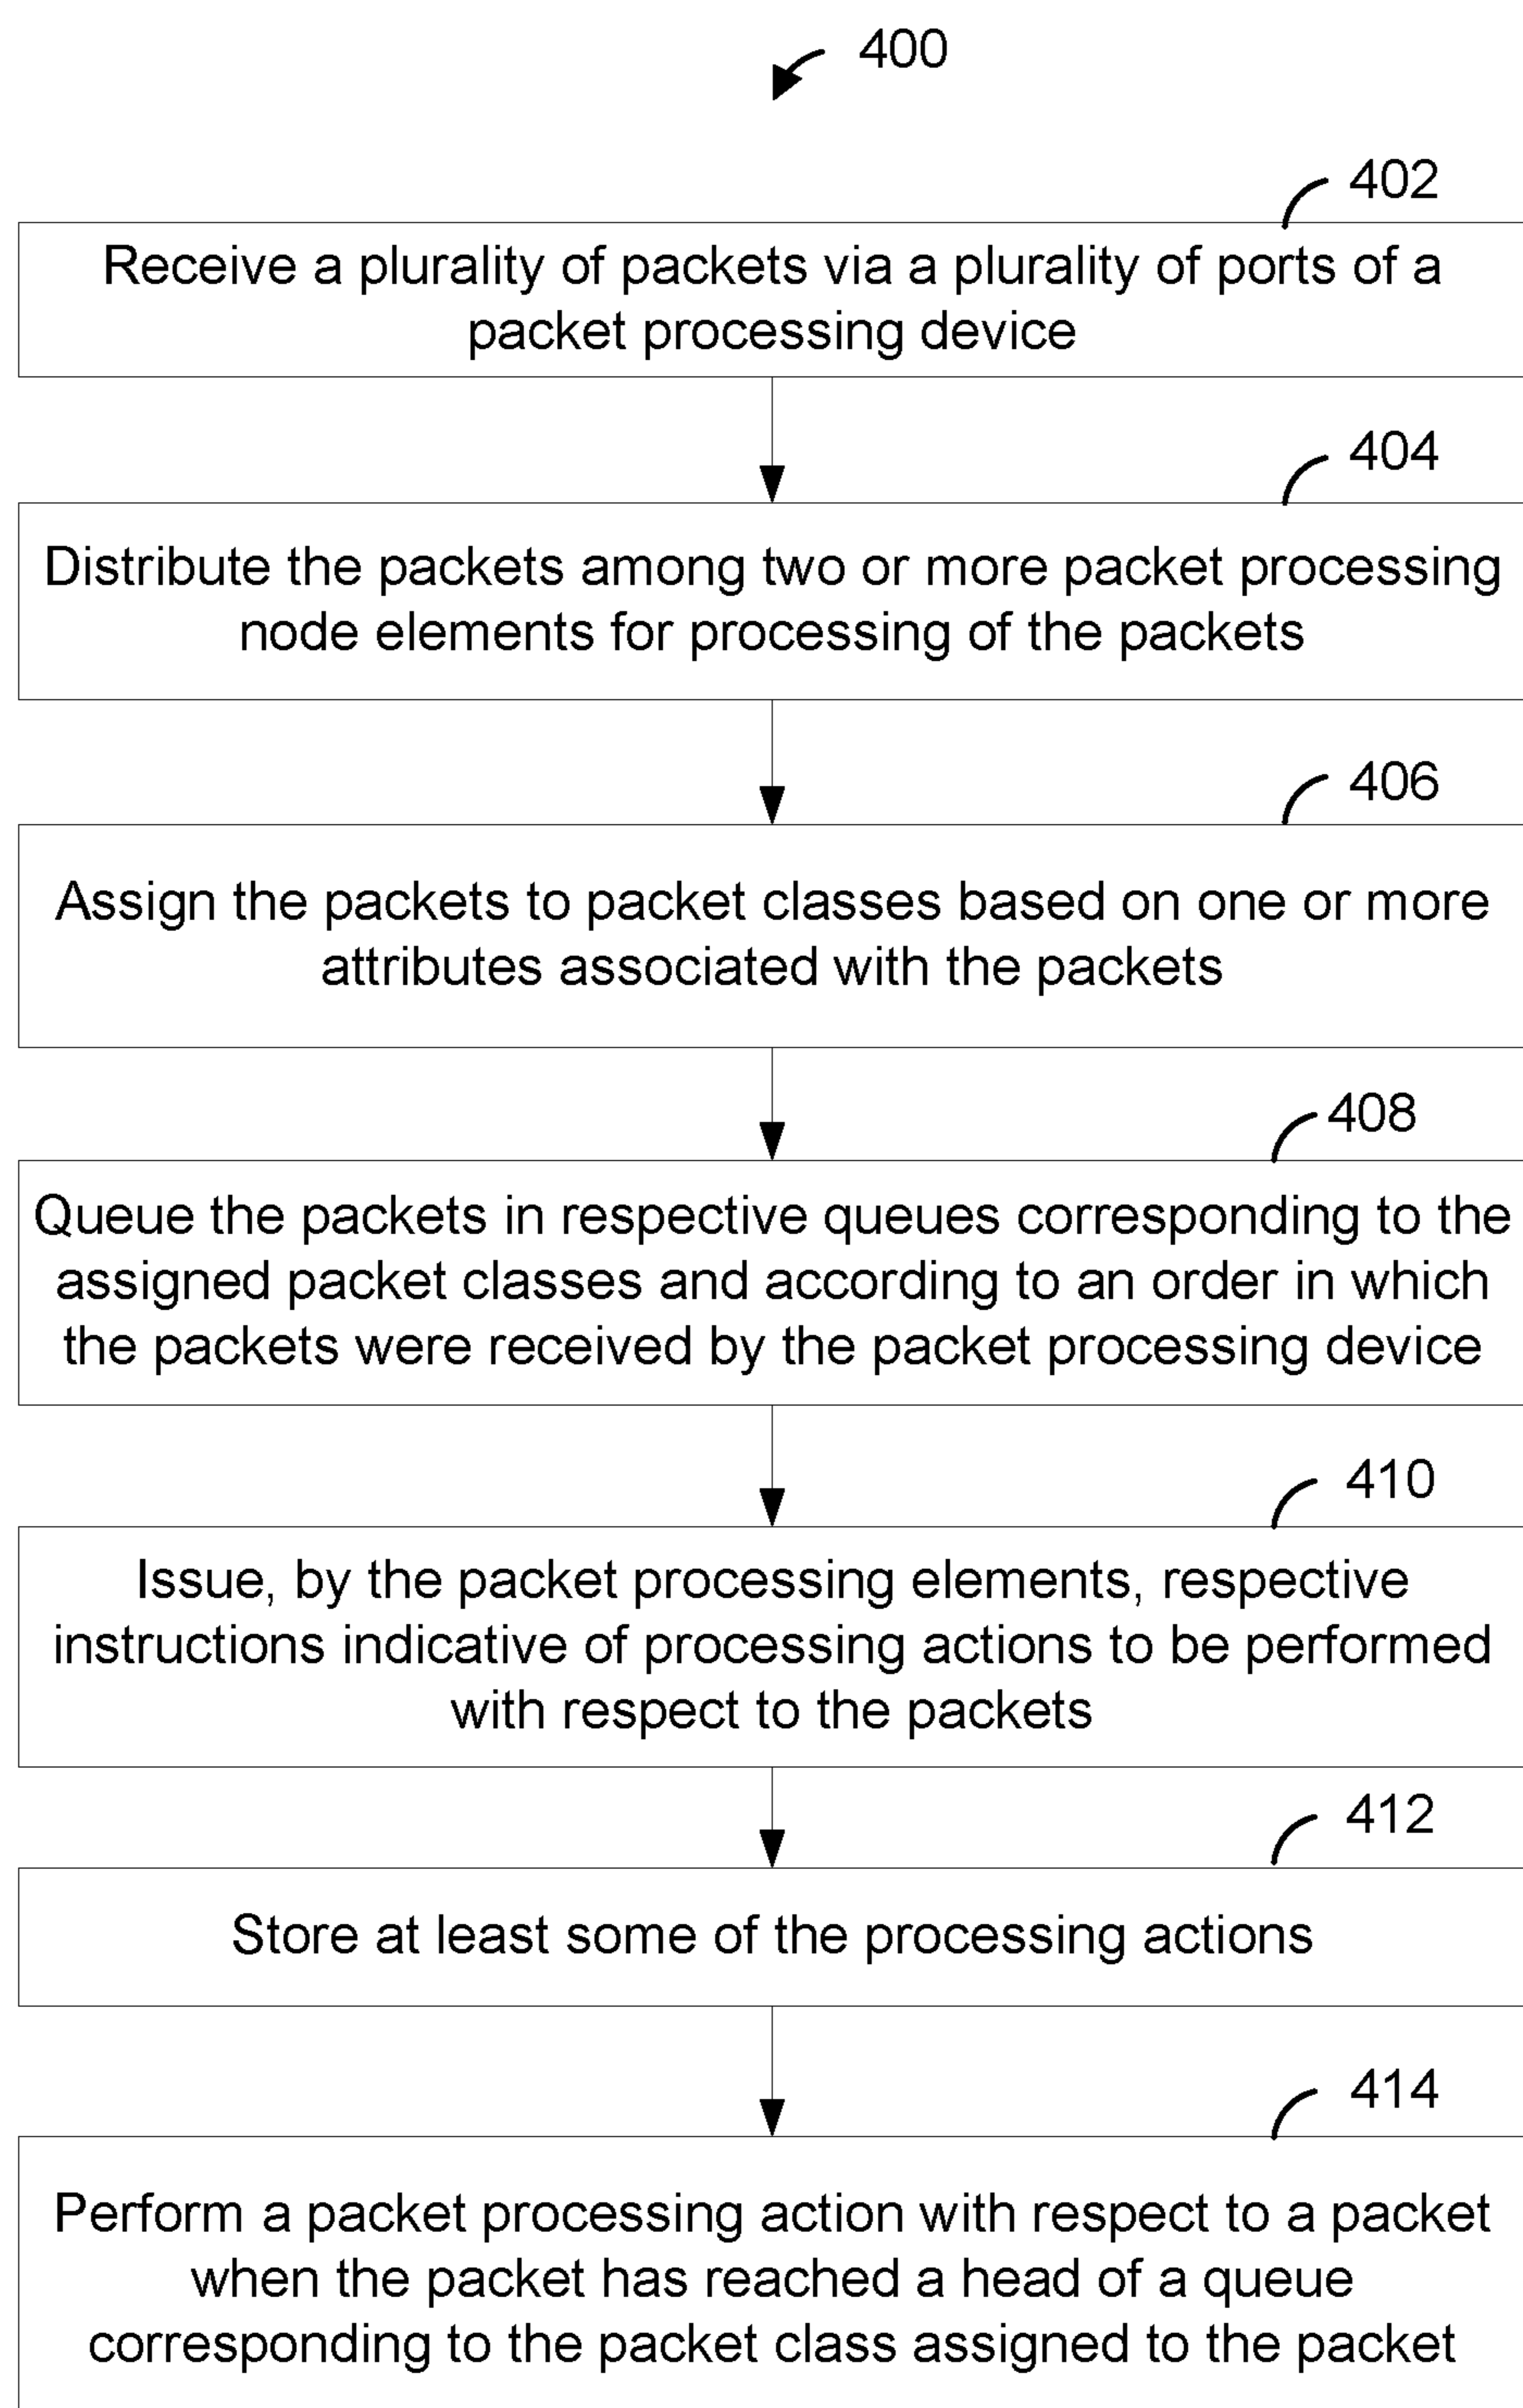 400
402
Receive a plurality of packets via a plurality of ports of a
packet processing device
404
Distribute the packets among two or more packet processing
node elements for processing of the packets
406
Assign the packets to packet classes based on one or more
attributes associated with the packets
408
Queue the packets in respective queues corresponding to the
assigned packet classes and according to an order in which
the packets were received by the packet processing device
410
Issue, by the packet processing elements, respective
instructions indicative of processing actions to be performed
with respect to the packets
412
Store at least some of the processing actions
414
Perform a packet processing action with respect to a packet
when the packet has reached a head of a queue
corresponding to the packet class assigned to the packet